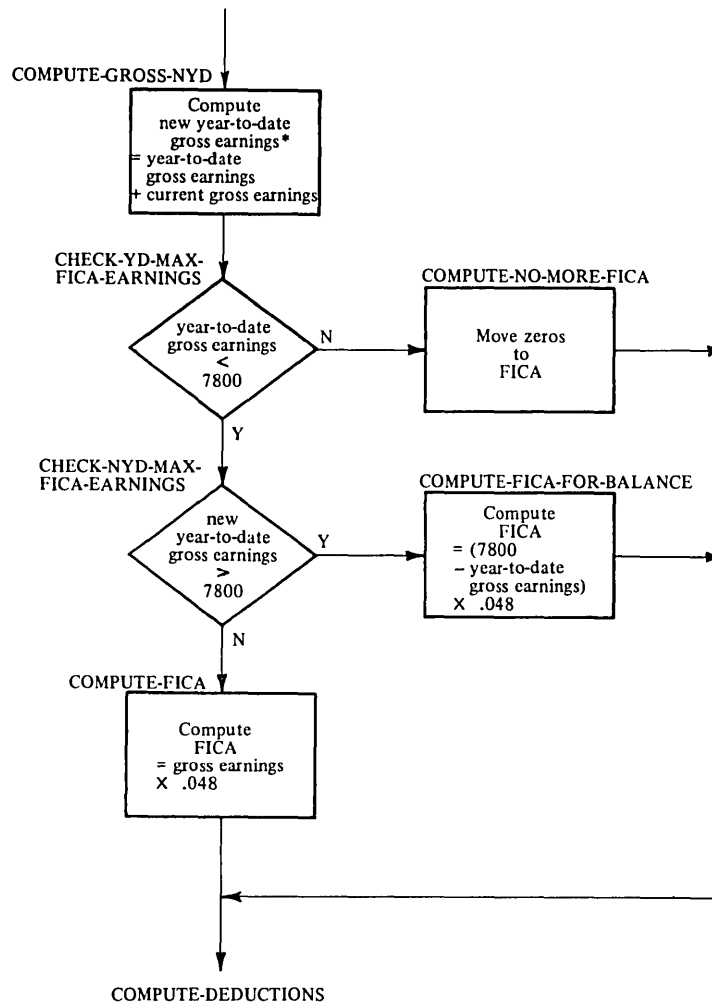 COMPUTE-GROSS-NYD
Compute
new year-to-date
gross earnings*
= year-to-date
gross earnings
+ current gross earnings
CHECK-YD-MAX-
FICA-EARNINGS
year-to-date
gross earnings
<
7800
N
Y
COMPUTE-NO-MORE-FICA
Move zeros
to
FICA
CHECK-NYD-MAX-
FICA-EARNINGS
new
year-to-date
gross earnings
>
7800
Y
N
COMPUTE-FICA-FOR-BALANCE
Compute
FICA
= (7800
− year-to-date
gross earnings)
X .048
COMPUTE-FICA
Compute
FICA
= gross earnings
X .048
COMPUTE-DEDUCTIONS